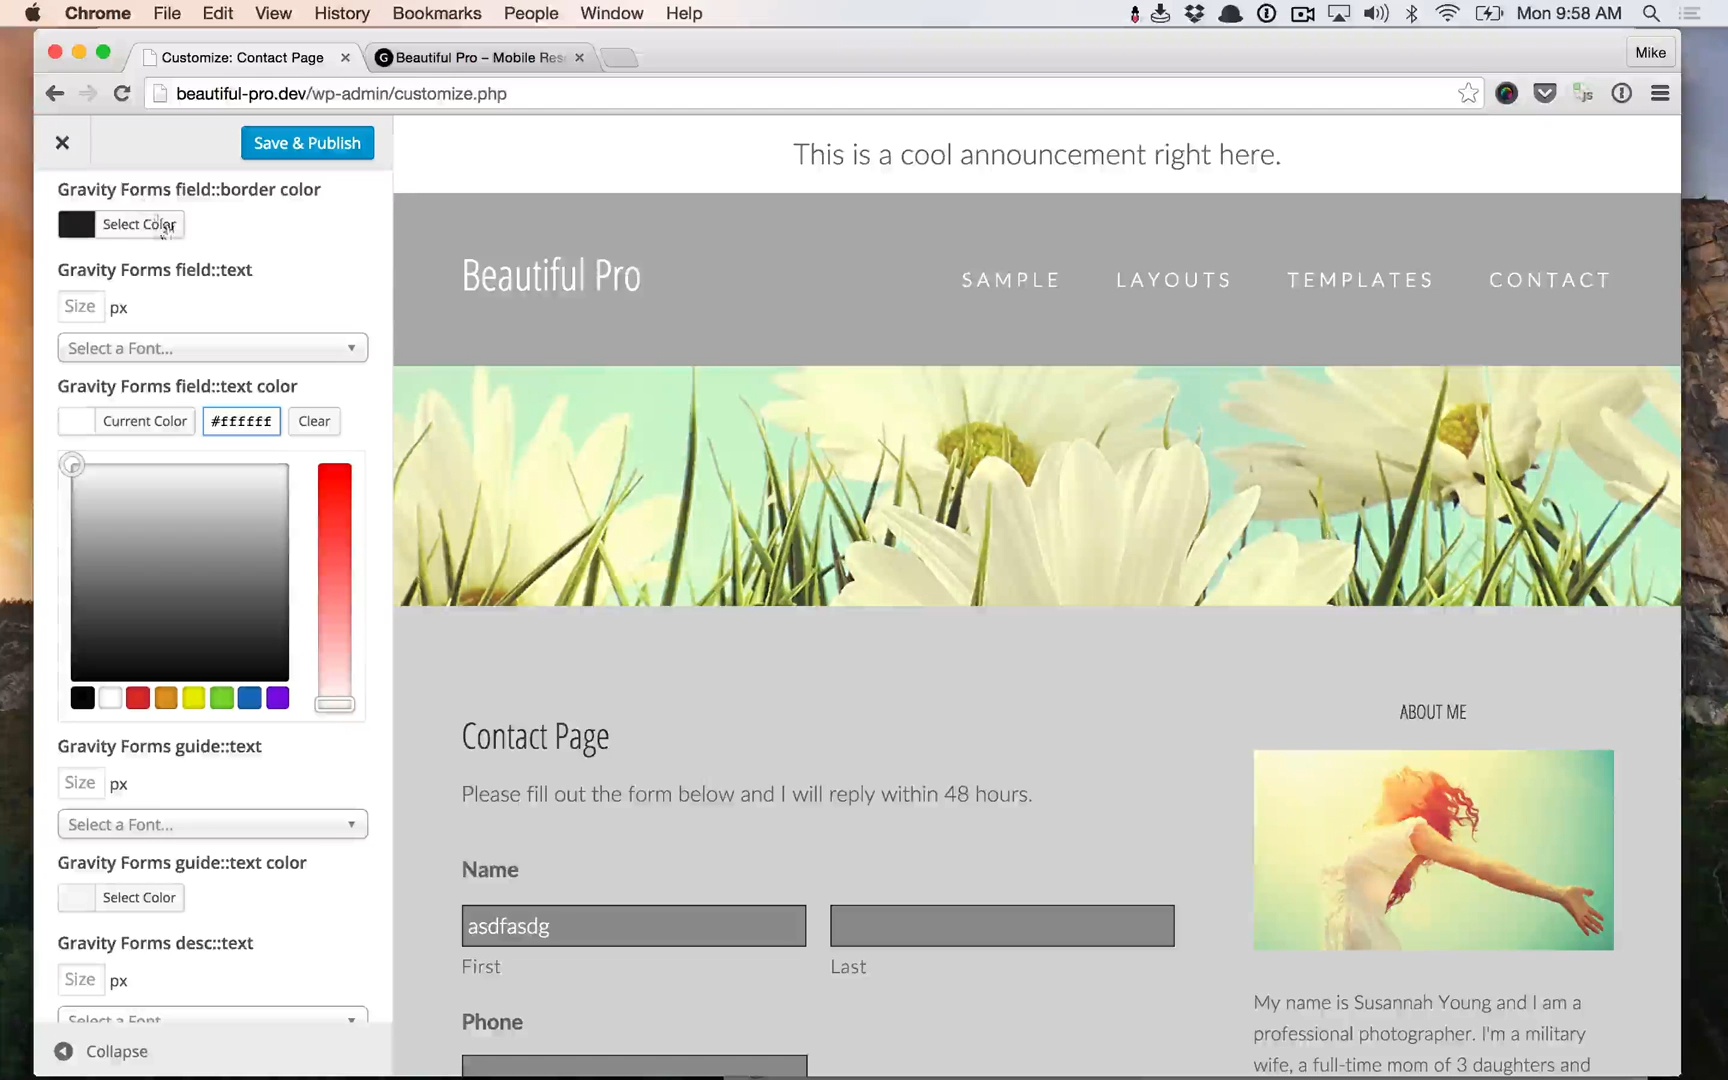 Chrome File Edit View History Bookmarks People Window Help Mon 9:58 AM
Customize: Contact Page
Beautiful Pro – Mobile Res
Mike
beautiful-pro.dev/wp-admin/customize.php
Save & Publish
Gravity Forms field::border color
Select Color
Gravity Forms field::text
Size px
Select a Font...
Gravity Forms field::text color
Current Color #ffffff Clear
Gravity Forms guide::text
Size px
Select a Font...
Gravity Forms guide::text color
Select Color
Gravity Forms desc::text
Size px
Select a Font
Collapse
This is a cool announcement right here.
Beautiful Pro
SAMPLE LAYOUTS TEMPLATES CONTACT
Contact Page
Please fill out the form below and I will reply within 48 hours.
Name
asdfasdg
First Last
Phone
ABOUT ME
My name is Susannah Young and I am a
professional photographer. I'm a military
wife, a full-time mom of 3 daughters and